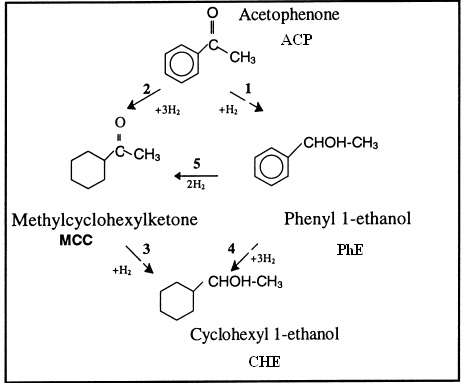 O
Acetophenone
ACP
C
CH₃
2
1
+3H₂
+H₂
O
C-CH₃
5
2H₂
CHOH-CH₃
Methylcyclohexylketone
MCC
Phenyl 1-ethanol
PhE
3
+H₂
4
+3H₂
CHOH-CH₃
Cyclohexyl 1-ethanol
CHE